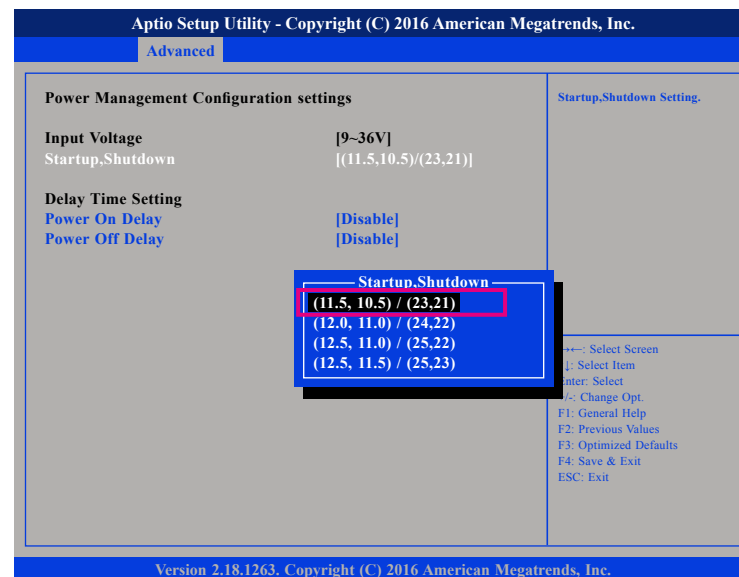 Aptio Setup Utility - Copyright (C) 2016 American Megatrends, Inc.
Advanced
Power Management Configuration settings
Input Voltage [9~36V]
Startup,Shutdown [(11.5,10.5)/(23,21)]
Delay Time Setting
Power On Delay [Disable]
Power Off Delay [Disable]
Startup,Shutdown
(11.5, 10.5) / (23,21)
(12.0, 11.0) / (24,22)
(12.5, 11.0) / (25,22)
(12.5, 11.5) / (25,23)
Startup,Shutdown Setting.
→←: Select Screen
↓: Select Item
Enter: Select
/-: Change Opt.
F1: General Help
F2: Previous Values
F3: Optimized Defaults
F4: Save & Exit
ESC: Exit
Version 2.18.1263. Copyright (C) 2016 American Megatrends, Inc.